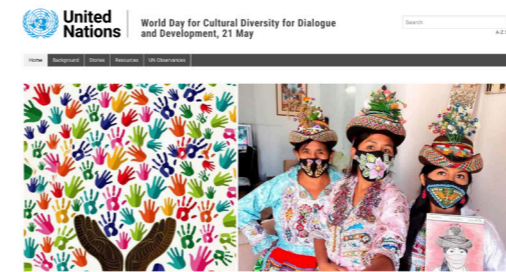 United
Nations
World Day for Cultural Diversity for Dialogue
and Development, 21 May
Search
Home Background Stories Resources UN Observances